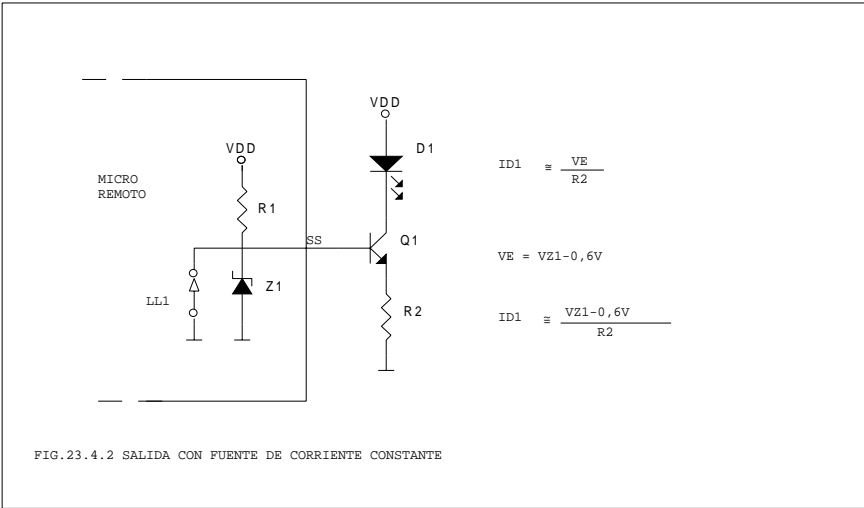 VDD
D1
VDD
MICRO
REMOTO
R1
SS
Q1
LL1
Z1
R2
ID1 ≅ VE
R2
VE = VZ1-0,6V
ID1 ≅ VZ1-0,6V
R2
FIG.23.4.2 SALIDA CON FUENTE DE CORRIENTE CONSTANTE